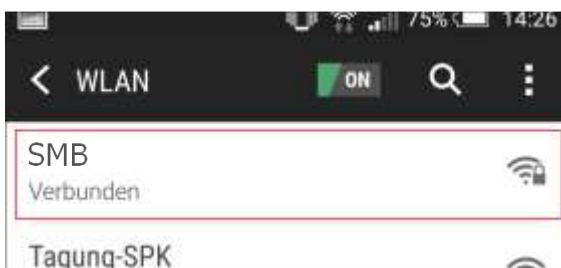 75% 14:26
WLAN ON
SMB
Verbunden
Tagung-SPK